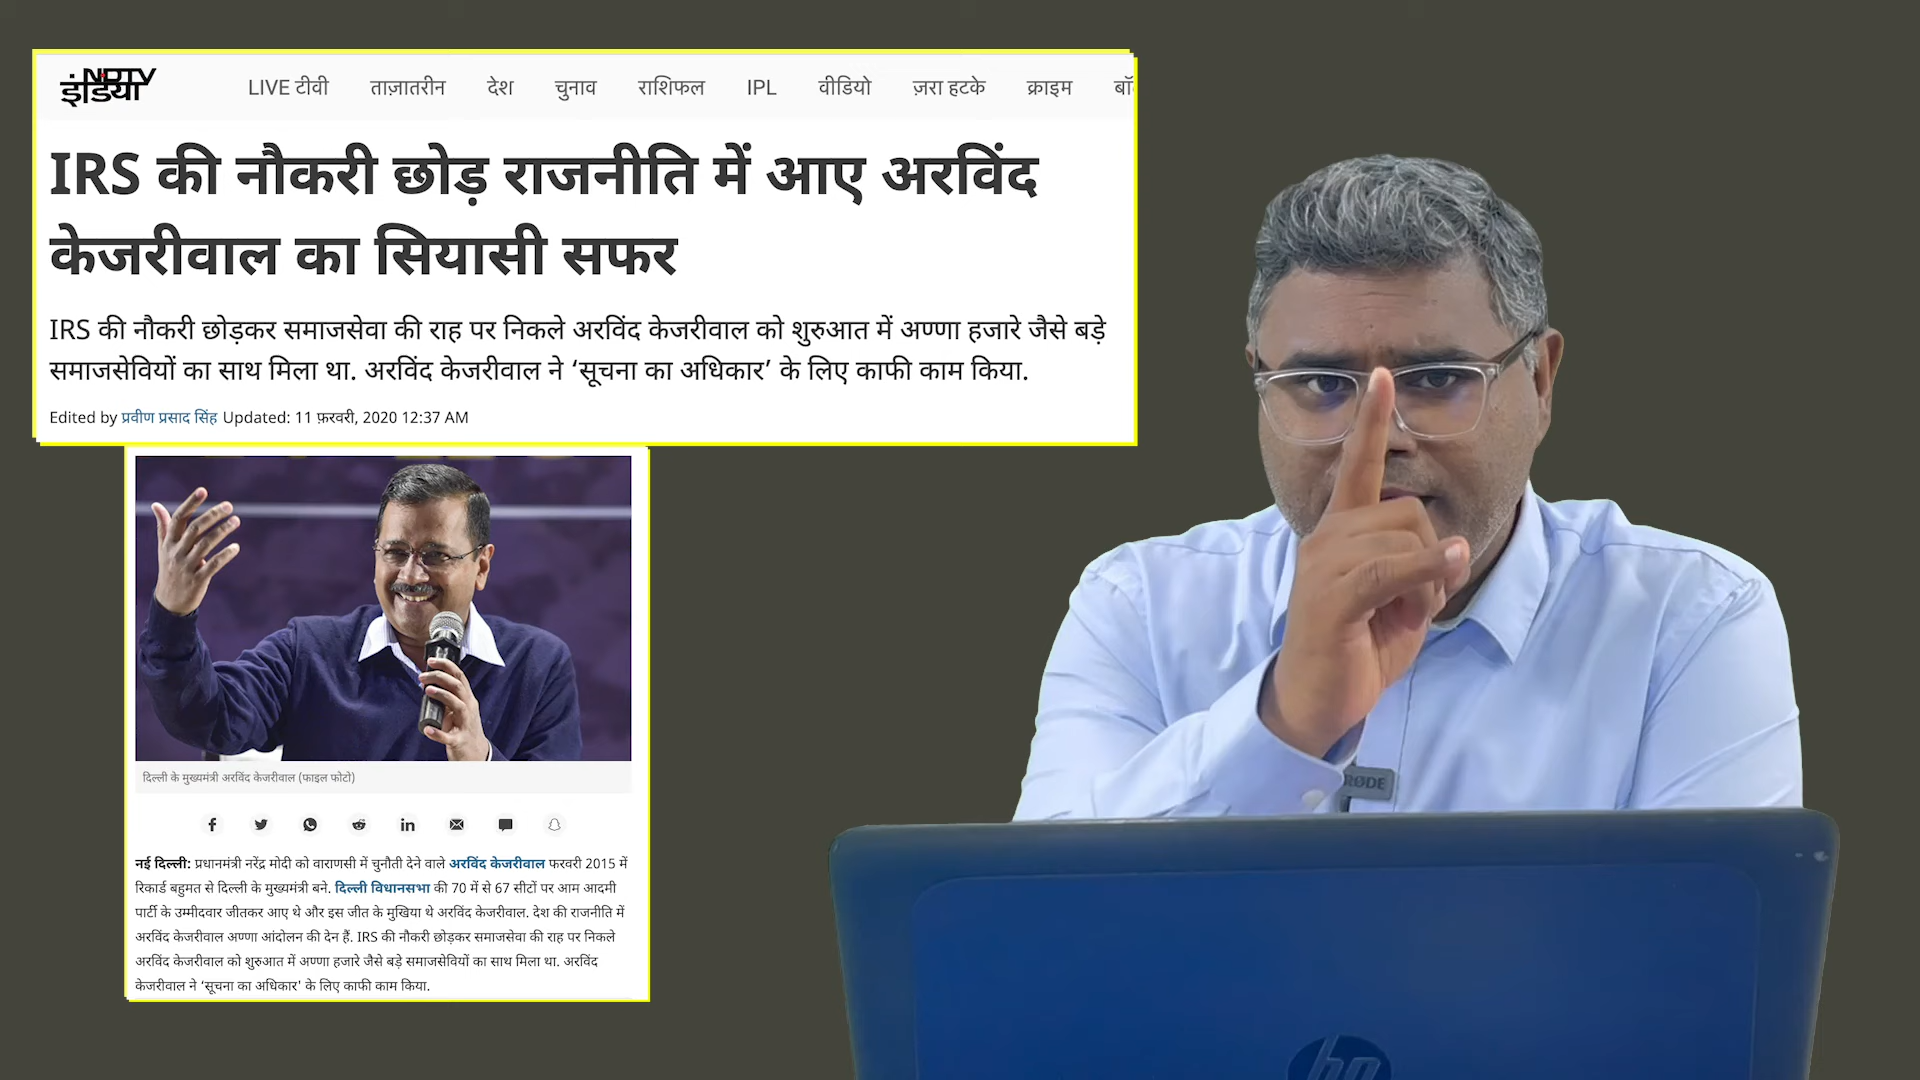 NDTV
इंडिया
LIVE टीवी ताज़ातरीन देश चुनाव राशिफल IPL वीडियो ज़रा हटके क्राइम
IRS की नौकरी छोड़ राजनीति में आए अरविंद
केजरीवाल का सियासी सफर
IRS की नौकरी छोड़कर समाजसेवा की राह पर निकले अरविंद केजरीवाल को शुरुआत में अण्णा हजारे जैसे बड़े
समाजसेवियों का साथ मिला था. अरविंद केजरीवाल ने ‘सूचना का अधिकार’ के लिए काफी काम किया.
Edited by प्रवीण प्रसाद सिंह Updated: 11 फ़रवरी, 2020 12:37 AM
दिल्ली के मुख्यमंत्री अरविंद केजरीवाल (फाइल फोटो)
नई दिल्ली: प्रधानमंत्री नरेंद्र मोदी को वाराणसी में चुनौती देने वाले अरविंद केजरीवाल फरवरी 2015 में
रिकार्ड बहुमत से दिल्ली के मुख्यमंत्री बने. दिल्ली विधानसभा की 70 में से 67 सीटों पर आम आदमी
पार्टी के उम्मीदवार जीतकर आए थे और इस जीत के मुखिया थे अरविंद केजरीवाल. देश की राजनीति में
अरविंद केजरीवाल अण्णा आंदोलन की देन हैं. IRS की नौकरी छोड़कर समाजसेवा की राह पर निकले
अरविंद केजरीवाल को शुरुआत में अण्णा हजारे जैसे बड़े समाजसेवियों का साथ मिला था. अरविंद
केजरीवाल ने ‘सूचना का अधिकार' के लिए काफी काम किया.
RØDE
hp